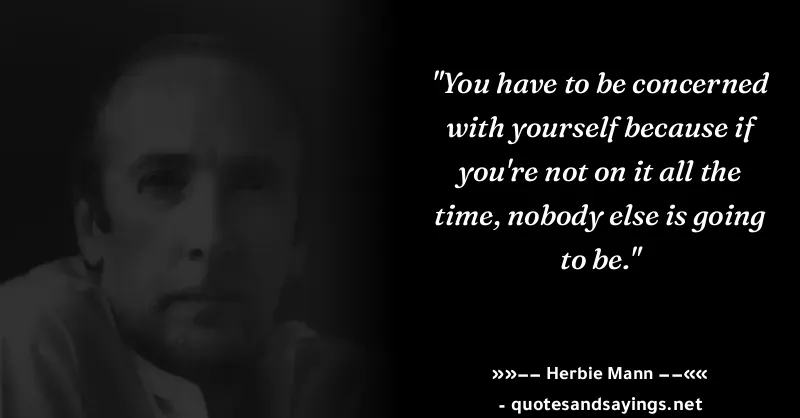 "You have to be concerned
with yourself because if
you're not on it all the
time, nobody else is going
to be."
»»−− Herbie Mann −−««
- quotesandsayings.net